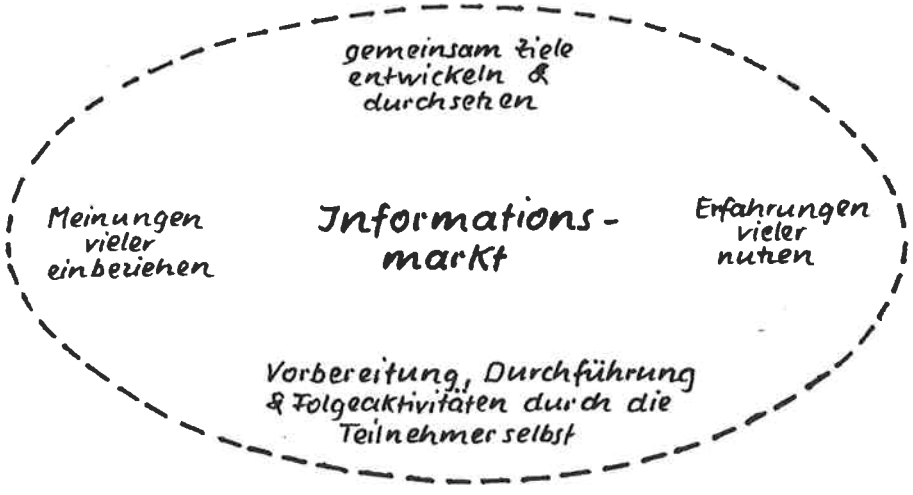 gemeinsam Ziele
entwickeln &
durchsetzen
Meinungen
vieler
einbeziehen
Informations-
markt
Erfahrungen
vieler
nutzen
Vorbereitung, Durchführung
& Folgeaktivitäten durch die
Teilnehmer selbst